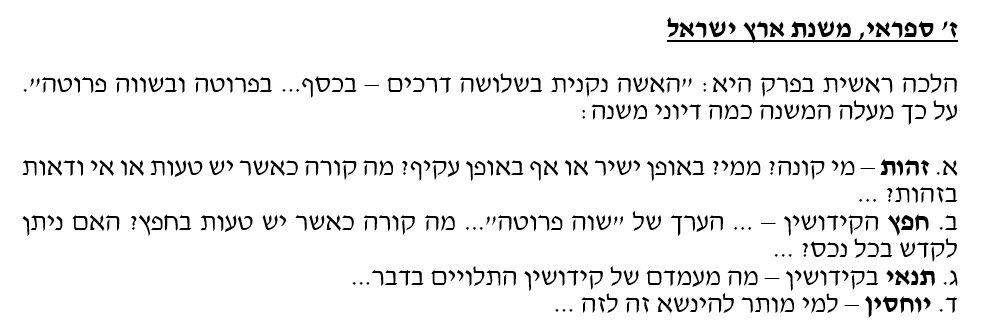 ז' ספראי, משנת ארץ ישראל
הלכה ראשית בפרק היא: "האשה נקנית בשלושה דרכים – בכסף... בפרוטה ובשווה פרוטה".
על כך מעלה המשנה כמה דיוני משנה:
א. זהות – מי קונה? ממי? באופן ישיר או אף באופן עקיף? מה קורה כאשר יש טעות או אי ודאות
בזהות? ...
ב. חפץ הקידושין – ... הערך של "שוה פרוטה"... מה קורה כאשר יש טעות בחפץ? האם ניתן
לקדש בכל נכס? ...
ג. תנאי בקידושין – מה מעמדם של קידושין התלויים בדבר...
ד. יוחסין – למי מותר להינשא זה לזה ...